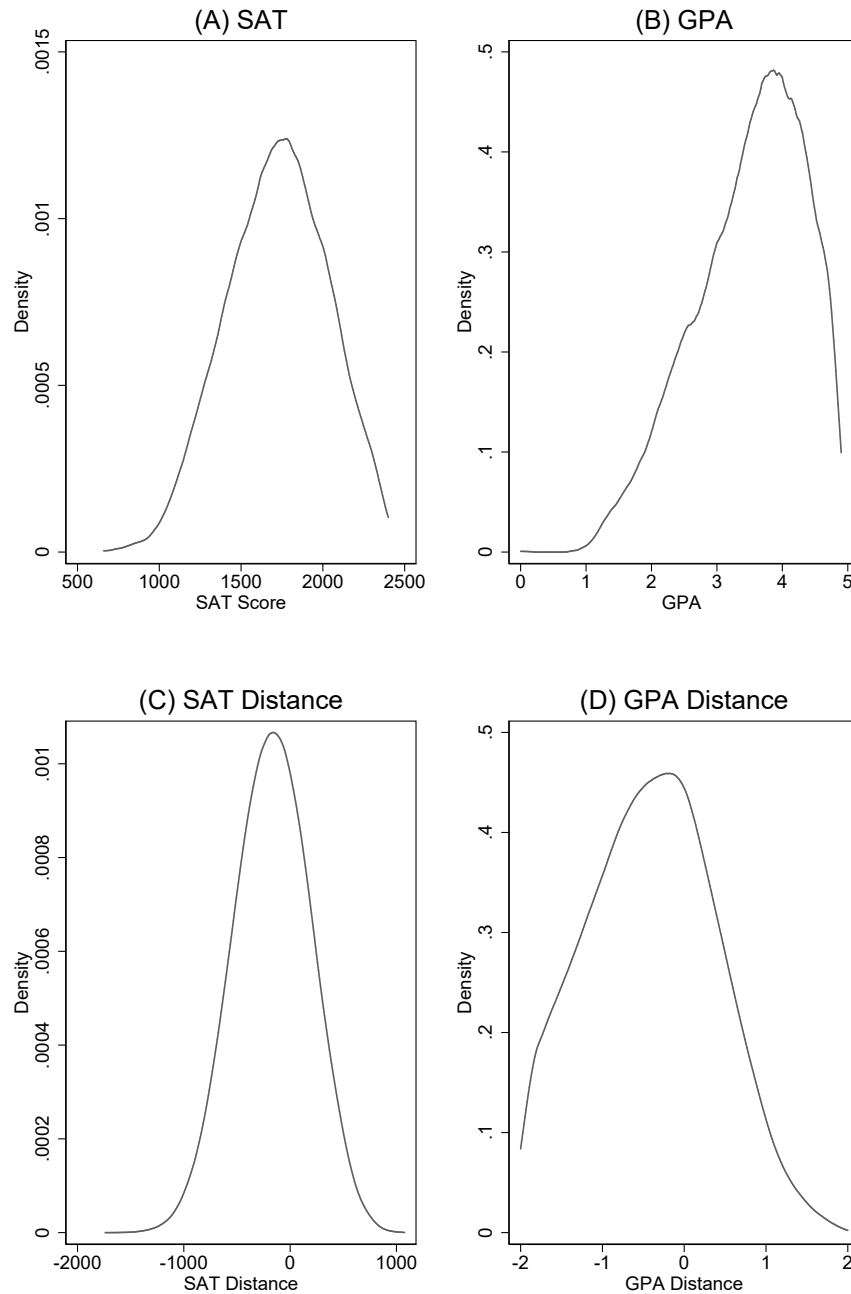 (A) SAT
.0015
.001
.0005
0
Density
500 1000 1500 2000 2500
SAT Score
(B) GPA
.5
.4
.3
.2
.1
0
Density
0 1 2 3 4 5
GPA
(C) SAT Distance
.001
.0008
.0006
.0004
.0002
0
Density
-2000 -1000 0 1000
SAT Distance
(D) GPA Distance
.5
.4
.3
.2
.1
0
Density
-2 -1 0 1 2
GPA Distance